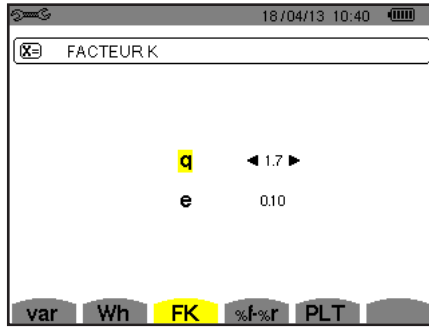 18/04/13 10:40
X= FACTEUR K
q ◄ 1.7 ►
e 0.10
var Wh FK %f-%r PLT